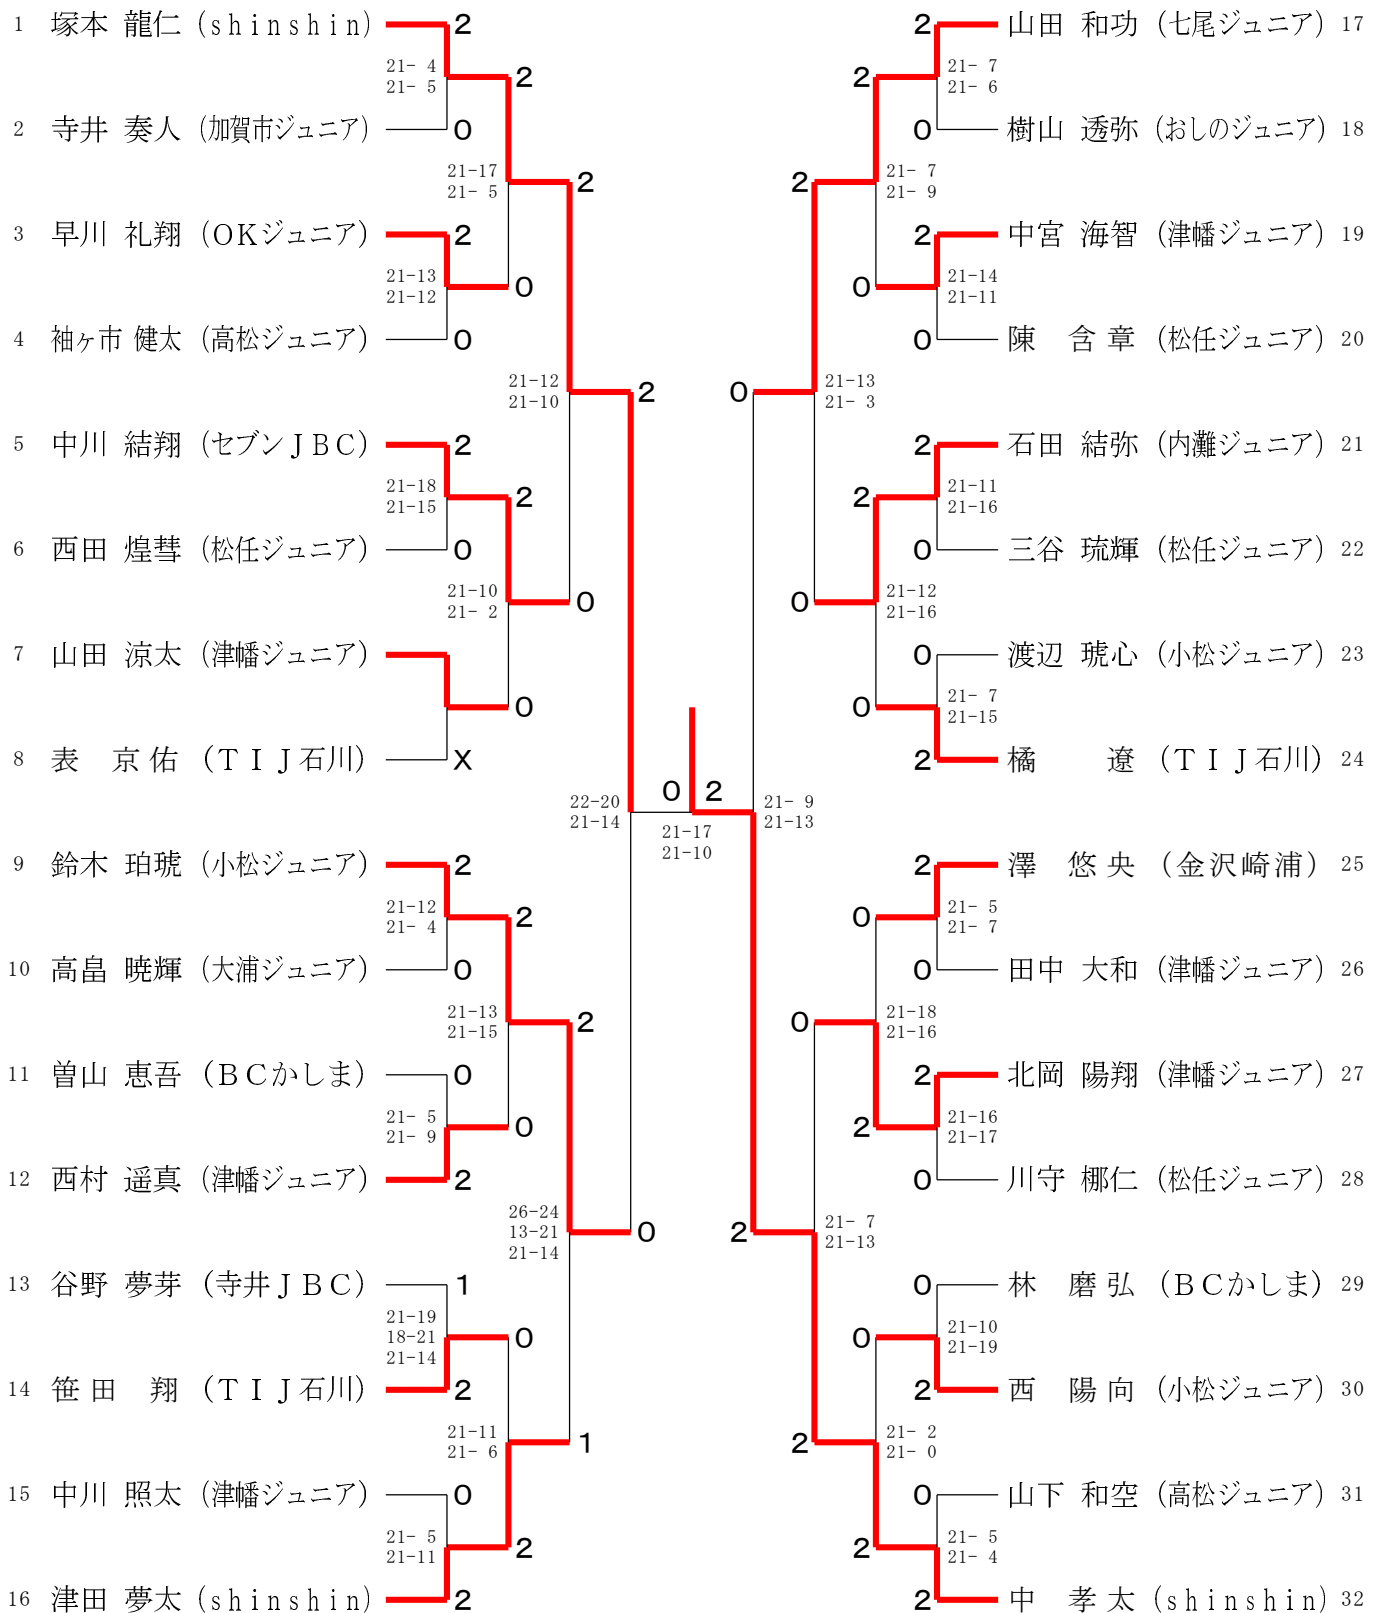 1 塚本 龍仁 (shinshin) 2
21- 4
21- 5
2
2 寺井 奏人 (加賀市ジュニア) 0
21-17
21- 5
2
3 早川 礼翔 (OKジュニア) 2
21-13
21-12
0
4 袖ヶ市 健太 (高松ジュニア) 0
21-12
21-10
2
5 中川 結翔 (セブンJBC) 2
21-18
21-15
2
6 西田 煌彗 (松任ジュニア) 0
21-10
21- 2
0
7 山田 涼太 (津幡ジュニア)
0
8 表 京佑 (TIJ石川) X
22-20
21-14
9 鈴木 珀琥 (小松ジュニア) 2
21-12
21- 4
2
10 高畠 暁輝 (大浦ジュニア) 0
21-13
21-15
2
11 曽山 恵吾 (BCかしま) 0
21- 5
21- 9
0
12 西村 遥真 (津幡ジュニア) 2
26-24
13-21
21-14
0
13 谷野 夢芽 (寺井JBC) 1
21-19
18-21
21-14
0
14 笹田 翔 (TIJ石川) 2
21-11
21- 6
1
15 中川 照太 (津幡ジュニア) 0
21- 5
21-11
2
16 津田 夢太 (shinshin) 2
0 2
21-17
21-10
2 山田 和功 (七尾ジュニア) 17
2
21- 7
21- 6
0 樹山 透弥 (おしのジュニア) 18
2
21- 7
21- 9
2 中宮 海智 (津幡ジュニア) 19
0
21-14
21-11
0 陳 含章 (松任ジュニア) 20
0
21-13
21- 3
2 石田 結弥 (内灘ジュニア) 21
2
21-11
21-16
0 三谷 琉輝 (松任ジュニア) 22
0
21-12
21-16
0 渡辺 琥心 (小松ジュニア) 23
0
21- 7
21-15
2 橘 遼 (TIJ石川) 24
21- 9
21-13
2 澤 悠央 (金沢崎浦) 25
0
21- 5
21- 7
0 田中 大和 (津幡ジュニア) 26
0
21-18
21-16
2 北岡 陽翔 (津幡ジュニア) 27
2
21-16
21-17
0 川守 梛仁 (松任ジュニア) 28
2
21- 7
21-13
0 林 磨弘 (BCかしま) 29
0
21-10
21-19
2 西 陽向 (小松ジュニア) 30
2
21- 2
21- 0
0 山下 和空 (高松ジュニア) 31
2
21- 5
21- 4
2 中 孝太 (shinshin) 32